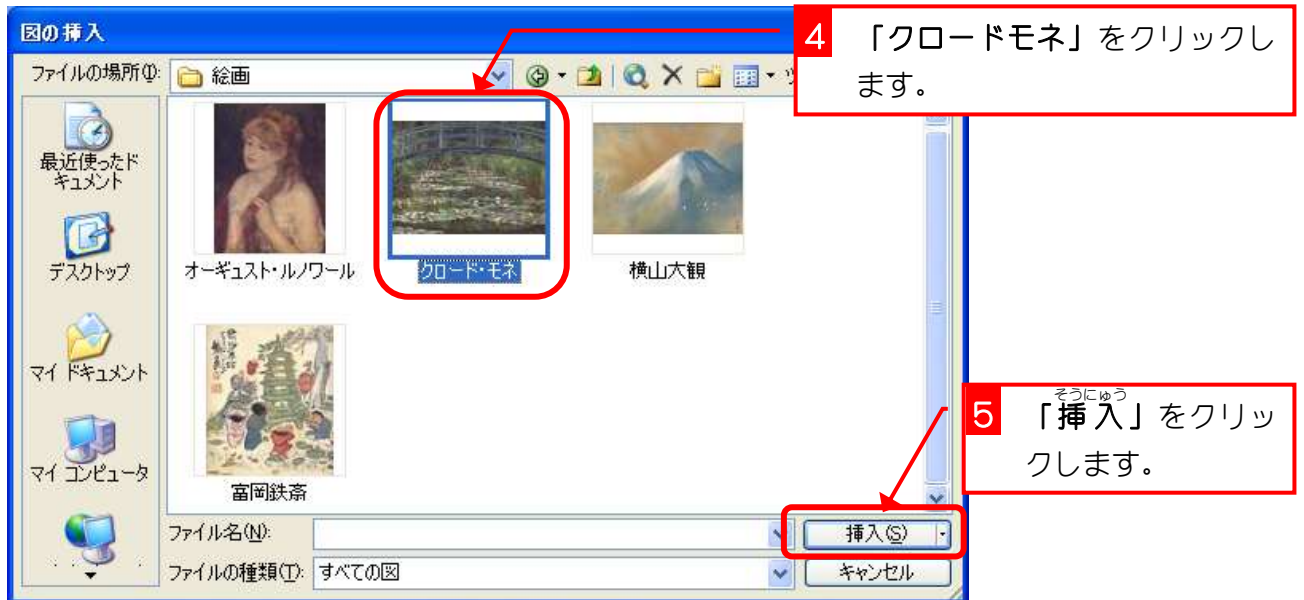 図の挿入
4 「クロードモネ」をクリックし
ます。
ファイルの場所(I): 絵画
最近使ったド
キュメント
デスクトップ
マイ ドキュメント
マイ コンピュータ
オーギュスト・ルノワール
クロード・モネ
横山大観
富岡鉄斎
そうにゅう
5 「挿入」をクリッ
クします。
ファイル名(N): 挿入(S)
ファイルの種類(T): すべての図 キャンセル